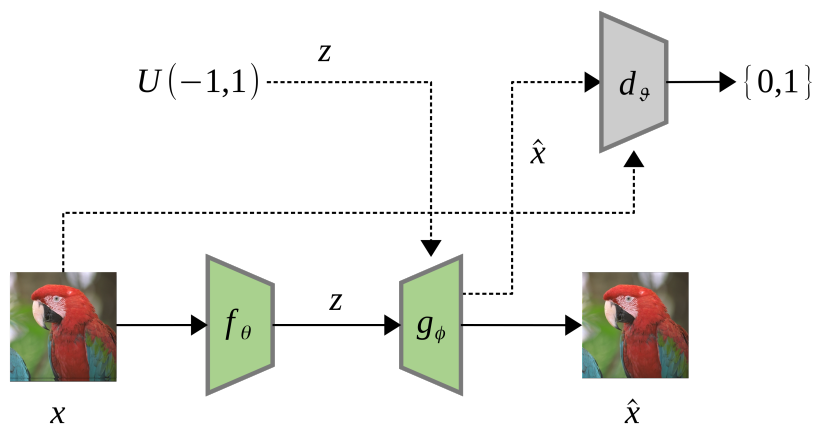 z
U(−1,1)
d_ϑ
{0,1}
x̂
z
f_θ
g_ϕ
x
x̂